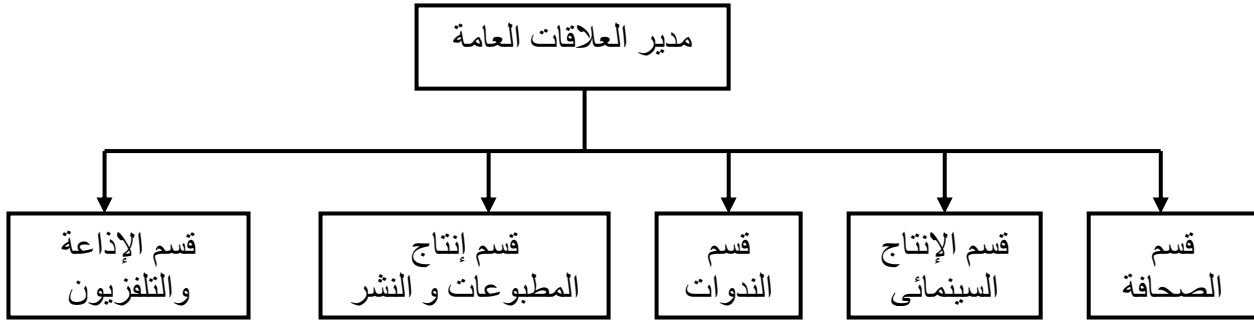 مدير العلاقات العامة
قسم
الصحافة
قسم الإنتاج
السينمائى
قسم
الندوات
قسم إنتاج
المطبوعات و النشر
قسم الإذاعة
والتلفزيون